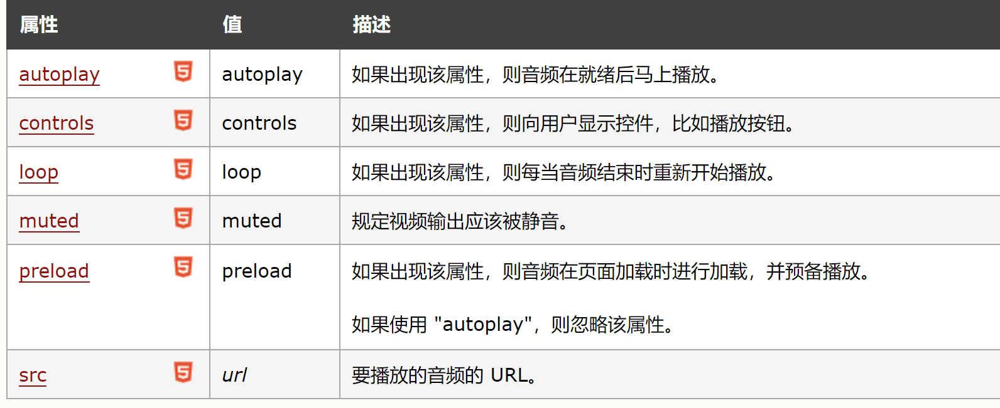 属性 值 描述
autoplay 5 autoplay 如果出现该属性，则音频在就绪后马上播放。
controls 5 controls 如果出现该属性，则向用户显示控件，比如播放按钮。
loop 5 loop 如果出现该属性，则每当音频结束时重新开始播放。
muted 5 muted 规定视频输出应该被静音。
preload 5 preload 如果出现该属性，则音频在页面加载时进行加载，并预备播放。
如果使用 "autoplay"，则忽略该属性。
src 5 url 要播放的音频的 URL。